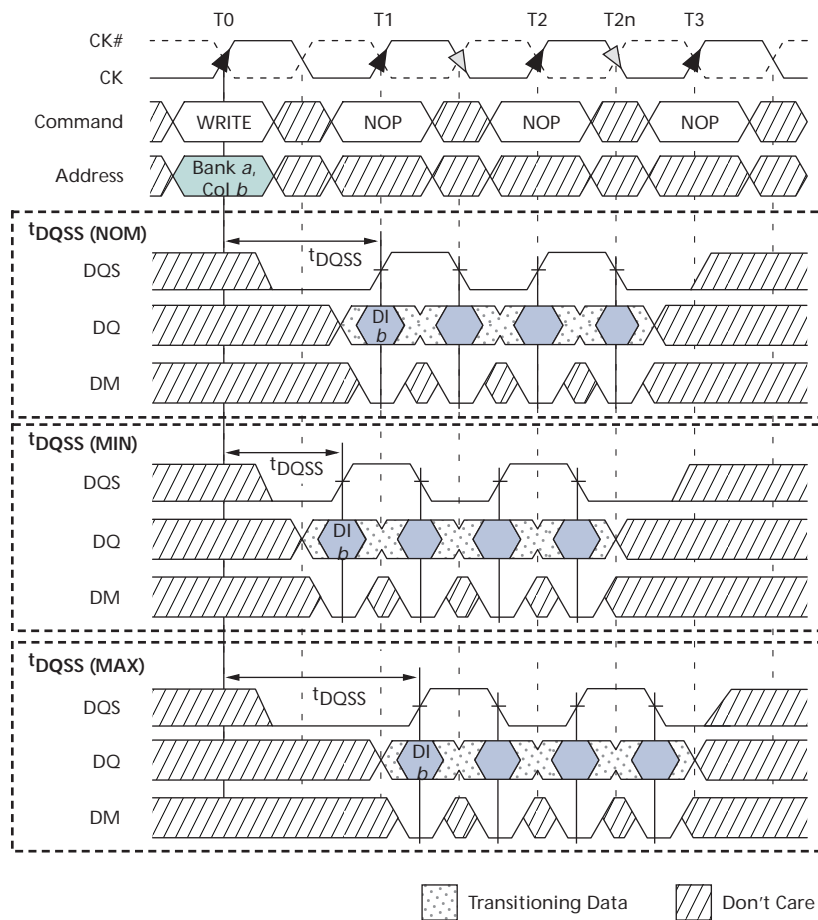 T0 T1 T2 T2n T3
CK#
CK
Command WRITE NOP NOP NOP
Address Bank a,
Col b
tDQSS (NOM)
tDQSS
DQS
DQ DI
b
DM
tDQSS (MIN)
tDQSS
DQS
DQ DI
b
DM
tDQSS (MAX)
tDQSS
DQS
DQ DI
b
DM
Transitioning Data Don't Care